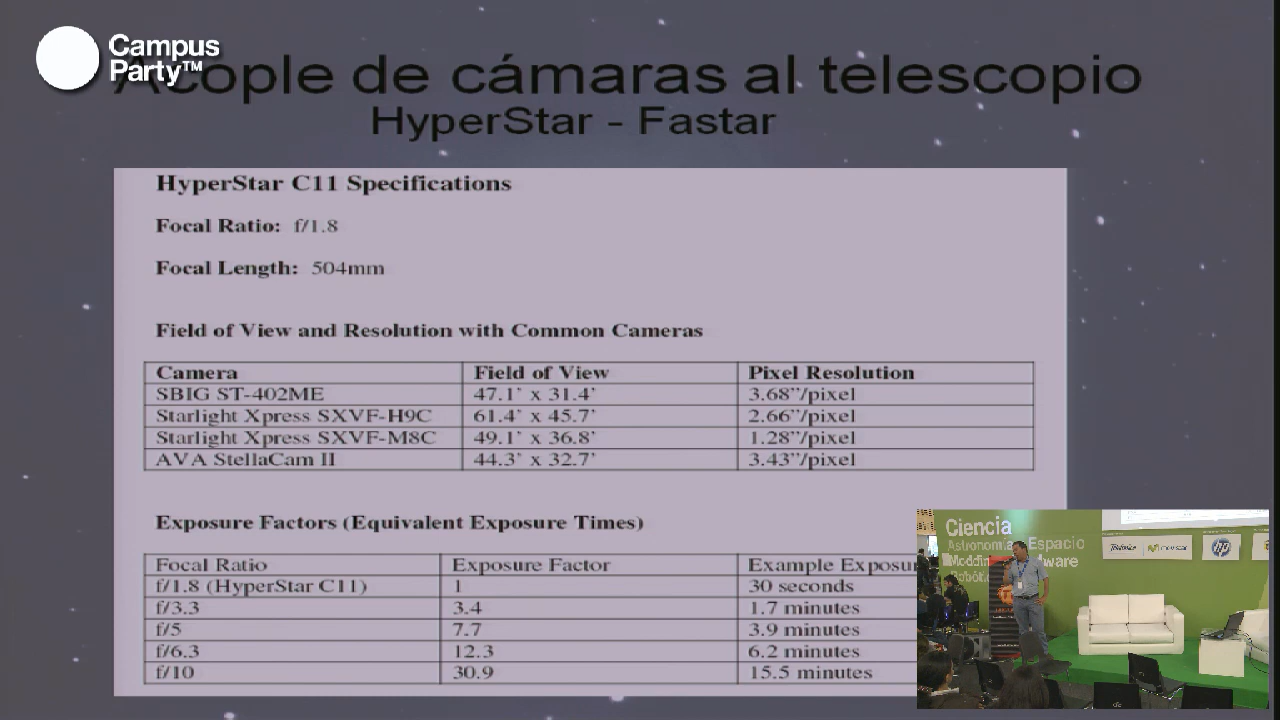 Campus
Party™
Acople de cámaras al telescopio
HyperStar - Fastar
HyperStar C11 Specifications
Focal Ratio: f/1.8
Focal Length: 504mm
Field of View and Resolution with Common Cameras
Camera Field of View Pixel Resolution
SBIG ST-402ME 47.1' x 31.4' 3.68"/pixel
Starlight Xpress SXVF-H9C 61.4' x 45.7' 2.66"/pixel
Starlight Xpress SXVF-M8C 49.1' x 36.8' 1.28"/pixel
AVA StellaCam II 44.3' x 32.7' 3.43"/pixel
Exposure Factors (Equivalent Exposure Times)
Focal Ratio Exposure Factor Example
f/1.8 (HyperStar C11) 1 30 seconds
f/3.3 3.4 1.7 minutes
f/5 7.7 3.9 minutes
f/6.3 12.3 6.2 minutes
f/10 30.9 15.5 minutes
Ciencia
Astronomía Espacio
hp